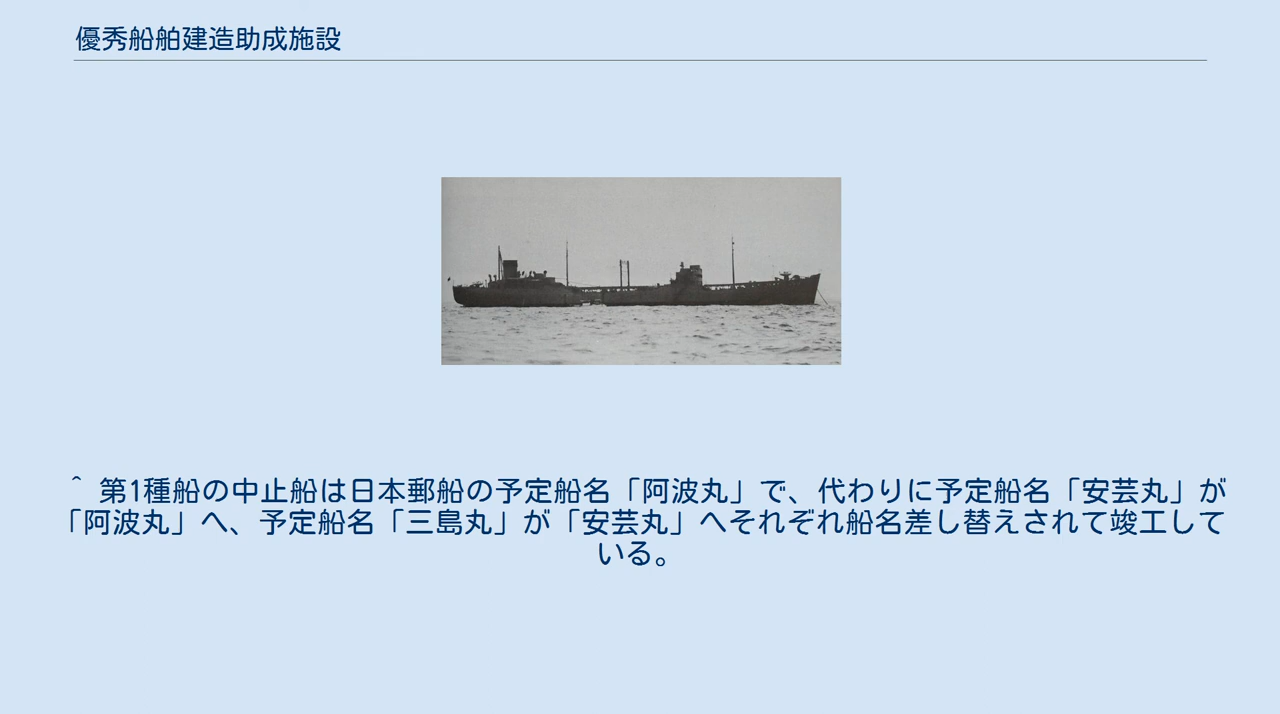 優秀船舶建造助成施設
^ 第1種船の中止船は日本郵船の予定船名「阿波丸」で、代わりに予定船名「安芸丸」が
「阿波丸」へ、予定船名「三島丸」が「安芸丸」へそれぞれ船名差し替えされて竣工して
いる。